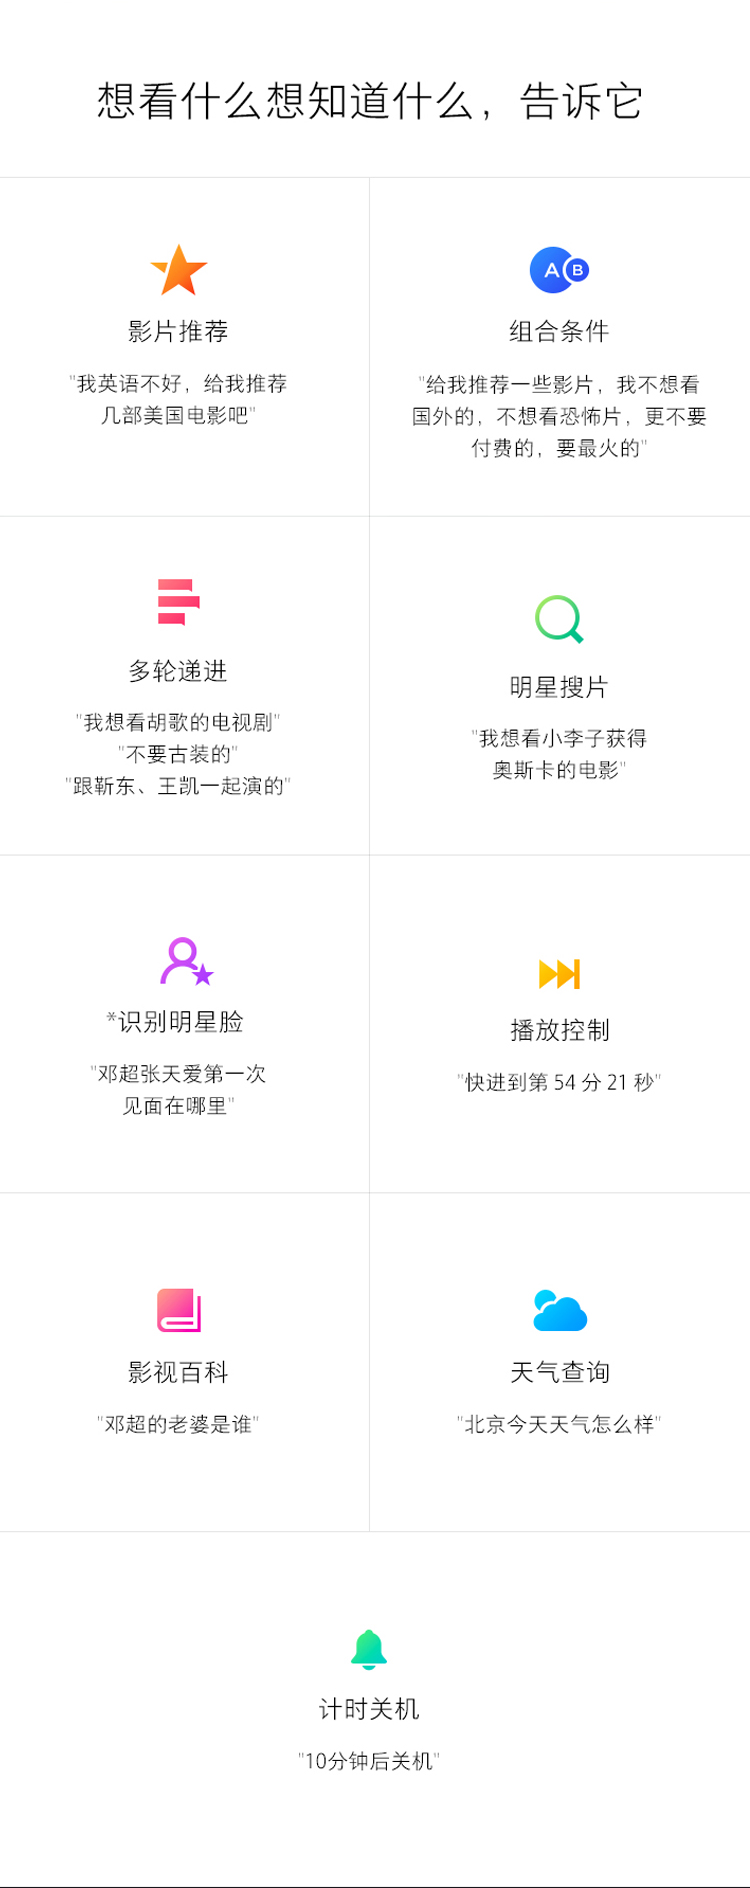 想看什么想知道什么，告诉它
影片推荐
"我英语不好，给我推荐
几部美国电影吧"
A B
组合条件
"给我推荐一些影片，我不想看
国外的，不想看恐怖片，更不要
付费的，要最火的"
多轮递进
"我想看胡歌的电视剧"
"不要古装的"
"跟靳东、王凯一起演的"
明星搜片
"我想看小李子获得
奥斯卡的电影"
*识别明星脸
"邓超张天爱第一次
见面在哪里"
播放控制
"快进到第 54 分 21 秒"
影视百科
"邓超的老婆是谁"
天气查询
"北京今天天气怎么样"
计时关机
"10分钟后关机"